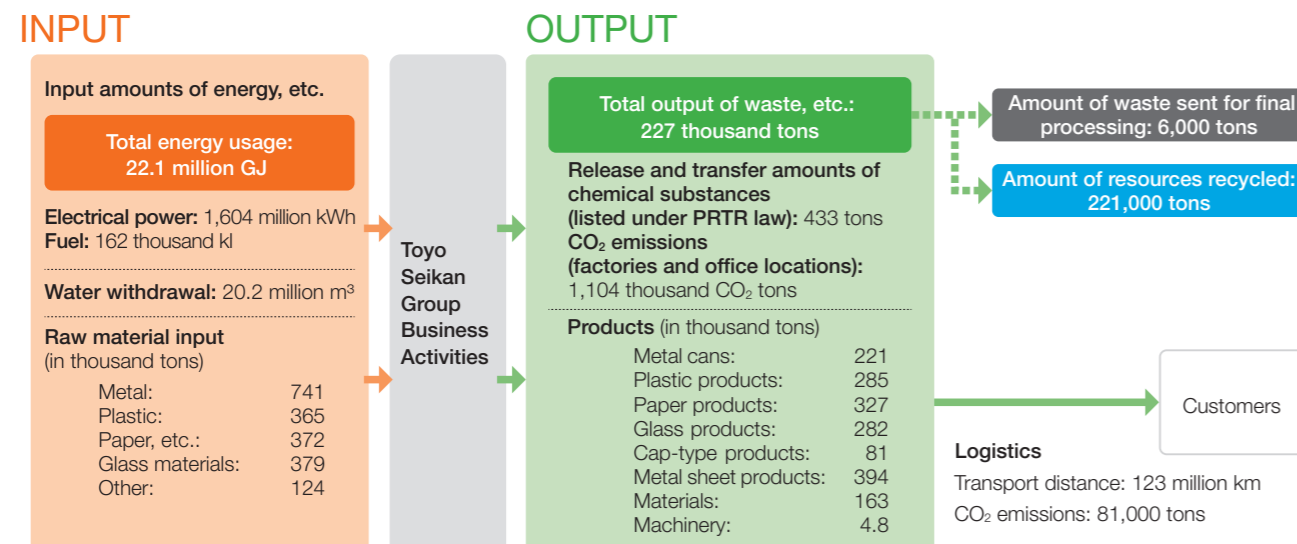 INPUT
Input amounts of energy, etc.
Total energy usage:
22.1 million GJ
Electrical power: 1,604 million kWh
Fuel: 162 thousand kl
Water withdrawal: 20.2 million m³
Raw material input
(in thousand tons)
Metal: 741
Plastic: 365
Paper, etc.: 372
Glass materials: 379
Other: 124
Toyo
Seikan
Group
Business
Activities
OUTPUT
Total output of waste, etc.:
227 thousand tons
Release and transfer amounts of
chemical substances
(listed under PRTR law): 433 tons
CO₂ emissions
(factories and office locations):
1,104 thousand CO₂ tons
Products (in thousand tons)
Metal cans: 221
Plastic products: 285
Paper products: 327
Glass products: 282
Cap-type products: 81
Metal sheet products: 394
Materials: 163
Machinery: 4.8
Amount of waste sent for final
processing: 6,000 tons
Amount of resources recycled:
221,000 tons
Customers
Logistics
Transport distance: 123 million km
CO₂ emissions: 81,000 tons